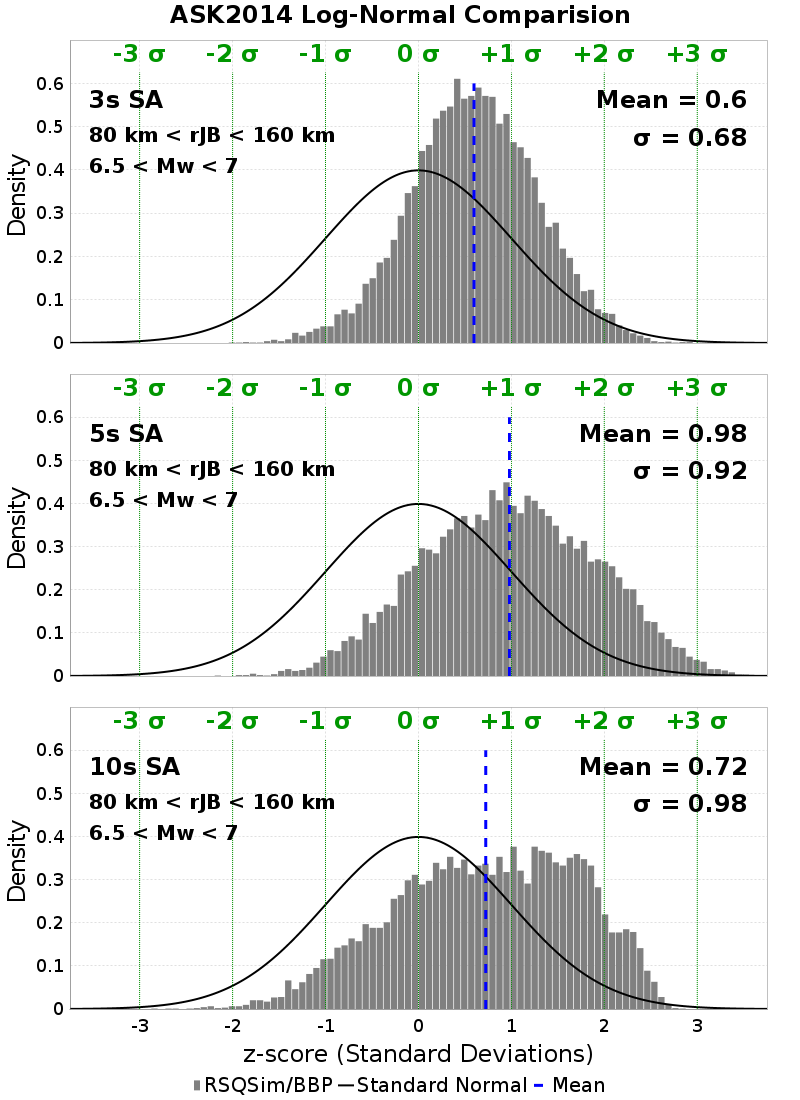 ASK2014 Log-Normal Comparision
-3 σ -2 σ -1 σ 0 σ +1 σ +2 σ +3 σ
3s SA
80 km < rJB < 160 km
6.5 < Mw < 7
Mean = 0.6
σ = 0.68
Density
0.6
0.5
0.4
0.3
0.2
0.1
0
-3 σ -2 σ -1 σ 0 σ +1 σ +2 σ +3 σ
5s SA
80 km < rJB < 160 km
6.5 < Mw < 7
Mean = 0.98
σ = 0.92
Density
0.6
0.5
0.4
0.3
0.2
0.1
0
-3 σ -2 σ -1 σ 0 σ +1 σ +2 σ +3 σ
10s SA
80 km < rJB < 160 km
6.5 < Mw < 7
Mean = 0.72
σ = 0.98
Density
0.6
0.5
0.4
0.3
0.2
0.1
0
-3 -2 -1 0 1 2 3
z-score (Standard Deviations)
RSQSim/BBP Standard Normal Mean